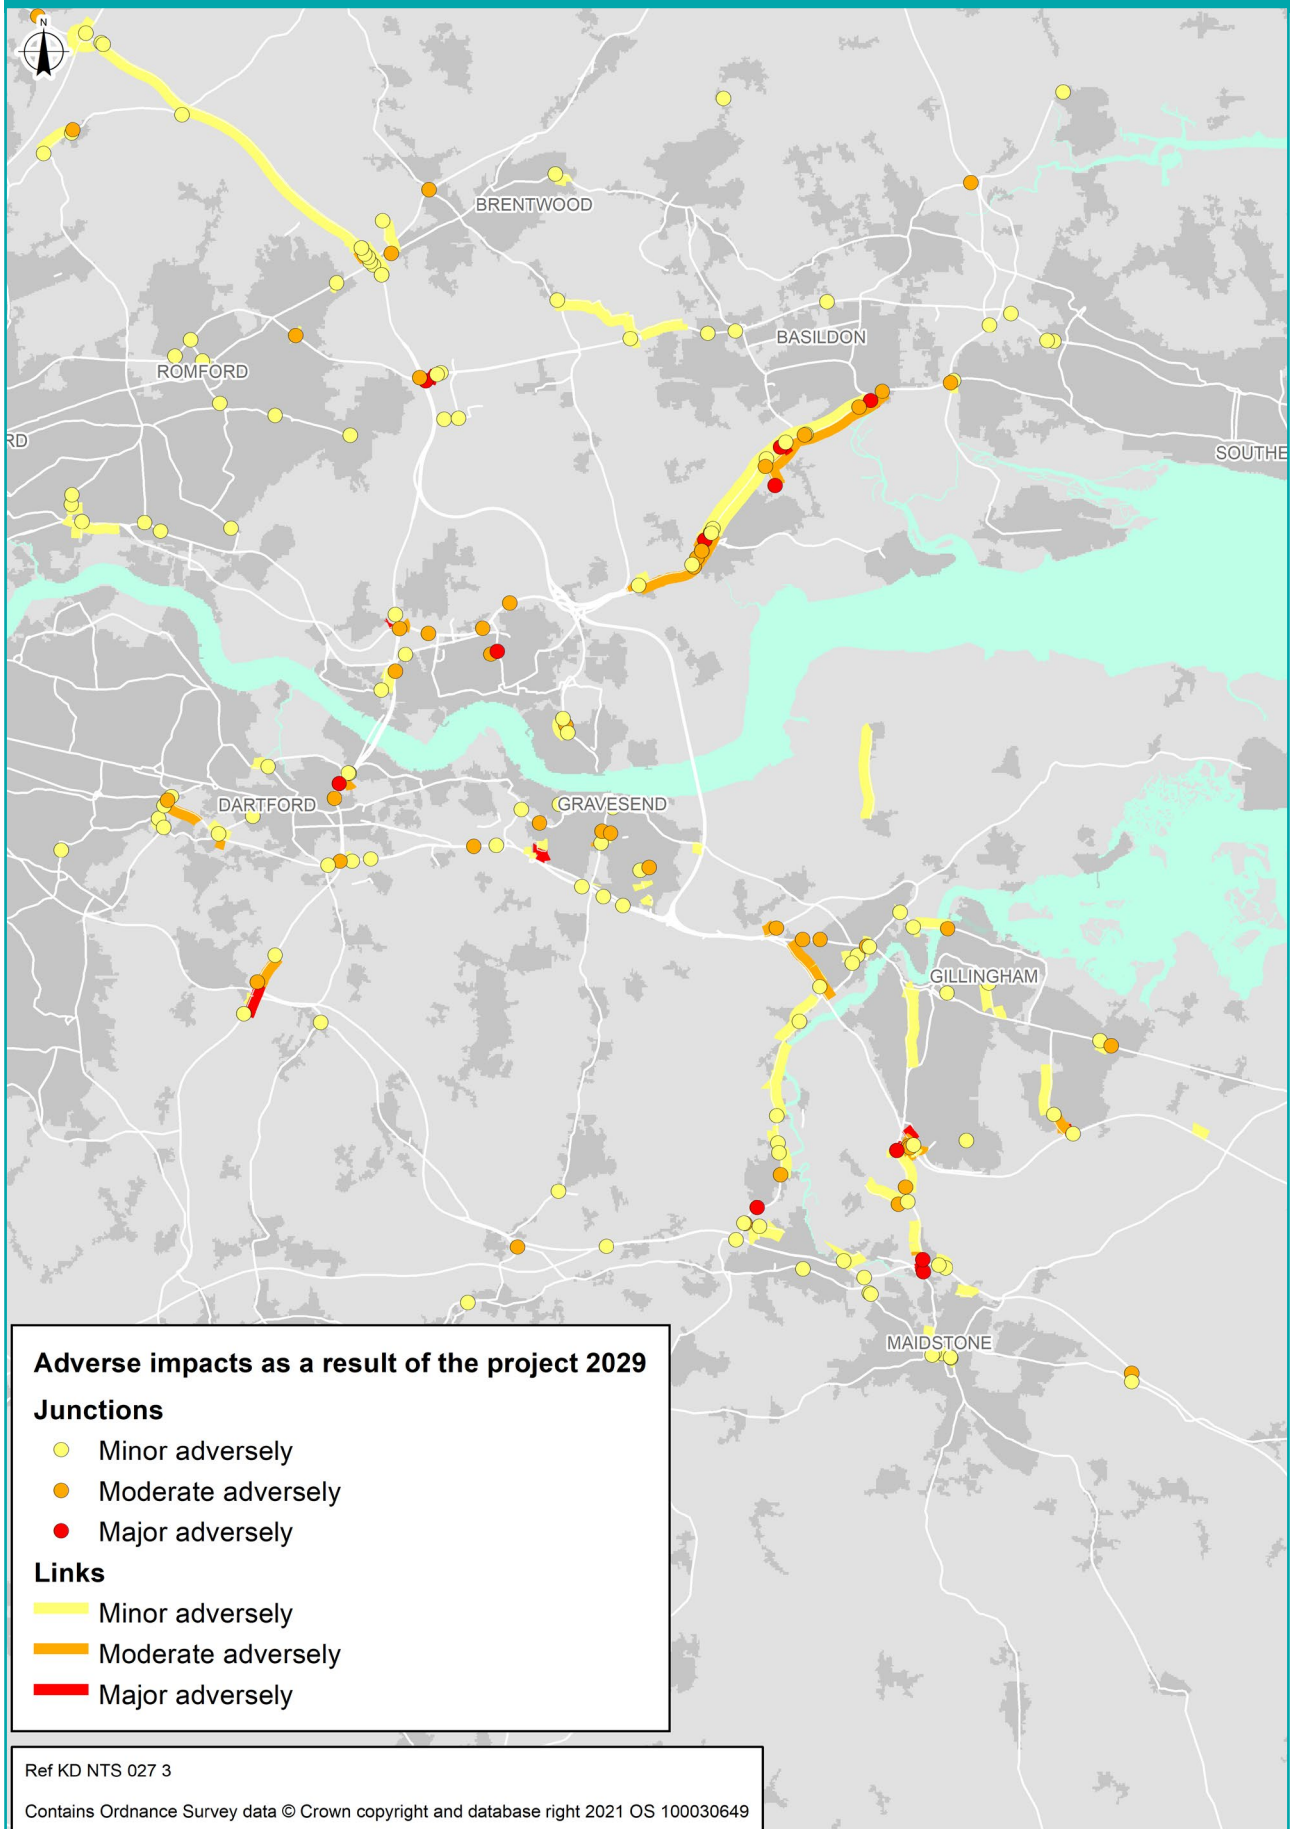 N
BRENTWOOD
BASILDON
ROMFORD
RD
SOUTHE
DARTFORD
GRAVESEND
GILLINGHAM
MAIDSTONE
Adverse impacts as a result of the project 2029
Junctions
Minor adversely
Moderate adversely
Major adversely
Links
Minor adversely
Moderate adversely
Major adversely
Ref KD NTS 027 3
Contains Ordnance Survey data © Crown copyright and database right 2021 OS 100030649